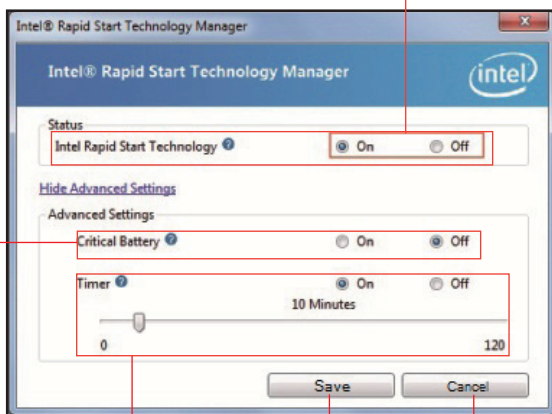 Intel® Rapid Start Technology Manager
Intel® Rapid Start Technology Manager
intel
Status
Intel Rapid Start Technology ? On Off
Hide Advanced Settings
Advanced Settings
Critical Battery ? On Off
Timer ? On Off
10 Minutes
0 120
Save Cancel